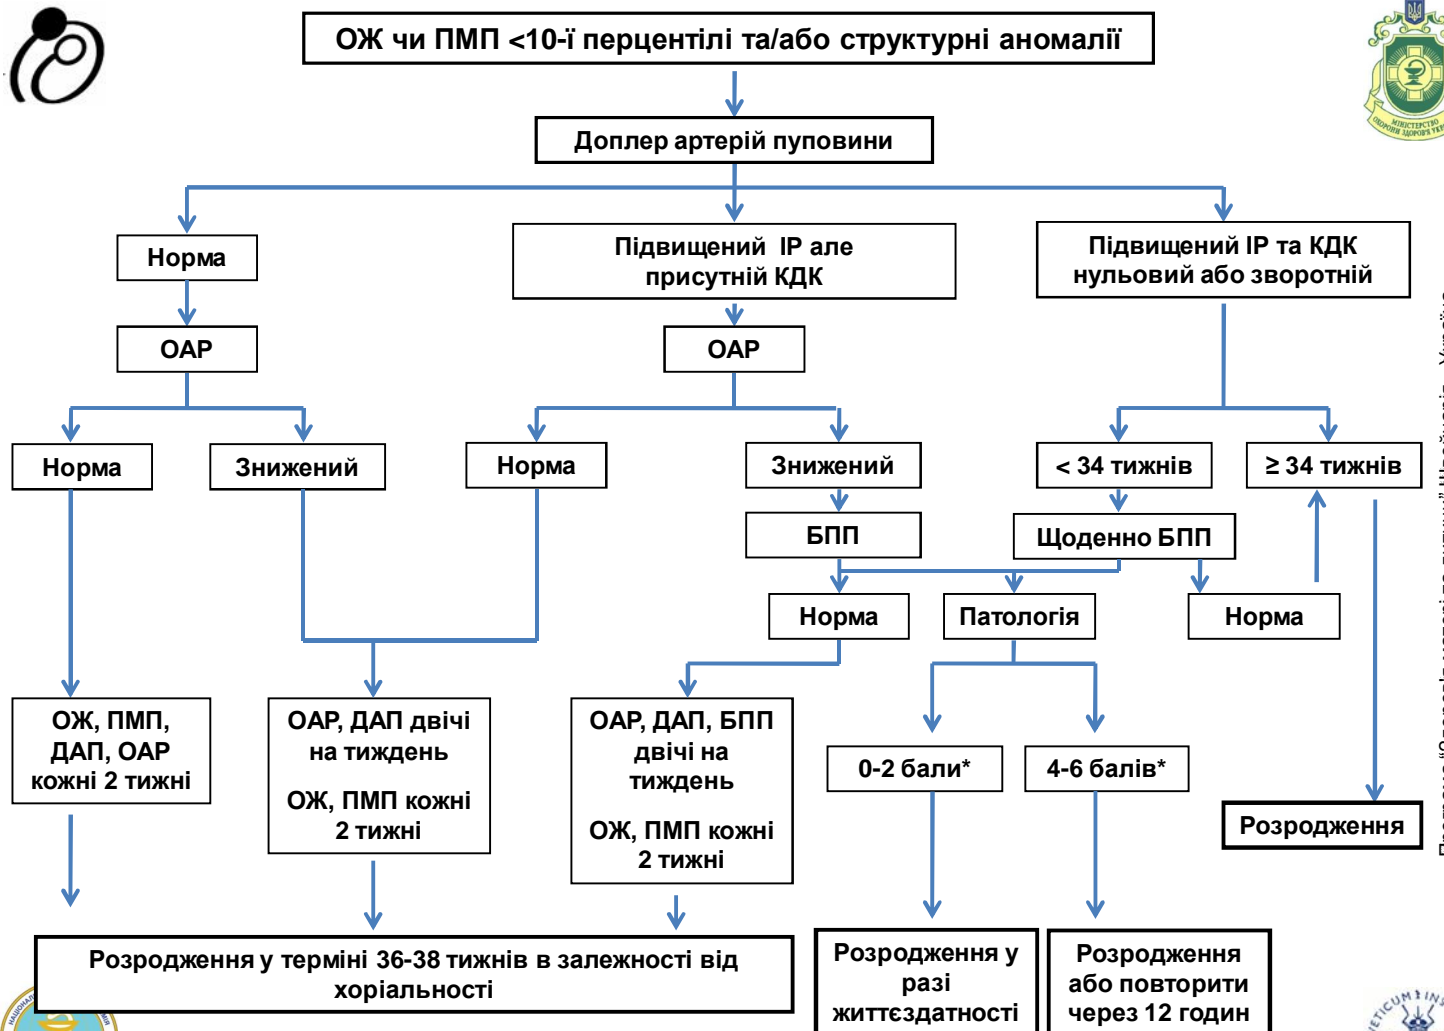 ОЖ чи ПМП <10-ї перцентілі та/або структурні аномалії
МІНІСТЕРСТВО
Доплер артерій пуповини
Норма
Підвищений ІР але
присутній КДК
Підвищений ІР та КДК
нульовий або зворотній
ОАР
ОАР
Норма
Знижений
Норма
Знижений
< 34 тижнів
≥ 34 тижнів
БПП
Щоденно БПП
Норма
Патологія
Норма
ОЖ, ПМП,
ДАП, ОАР
кожні 2 тижні
ОАР, ДАП двічі
на тиждень
ОЖ, ПМП кожні
2 тижні
ОАР, ДАП, БПП
двічі на
тиждень
ОЖ, ПМП кожні
2 тижні
0-2 бали*
4-6 балів*
Розродження
Розродження у терміні 36-38 тижнів в залежності від
хоріальності
Розродження у
разі
життєздатності
Розродження
або повторити
через 12 годин